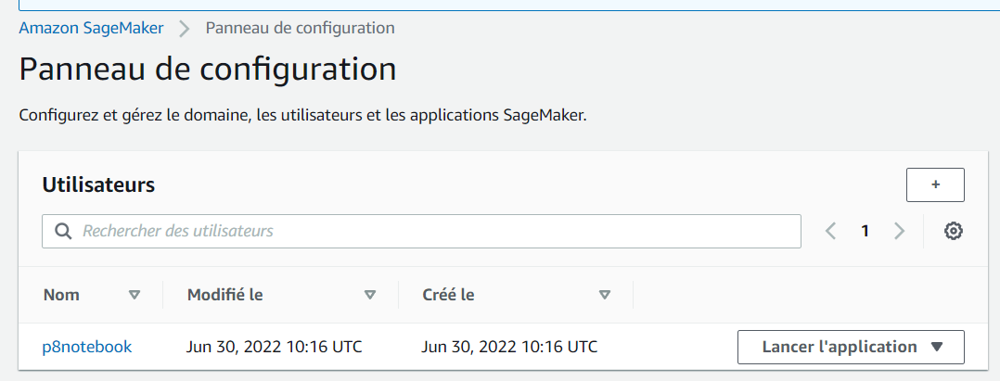 Amazon SageMaker > Panneau de configuration
Panneau de configuration
Configurez et gérez le domaine, les utilisateurs et les applications SageMaker.
Utilisateurs
+
Rechercher des utilisateurs
1
Nom Modifié le Créé le
p8notebook Jun 30, 2022 10:16 UTC Jun 30, 2022 10:16 UTC Lancer l'application